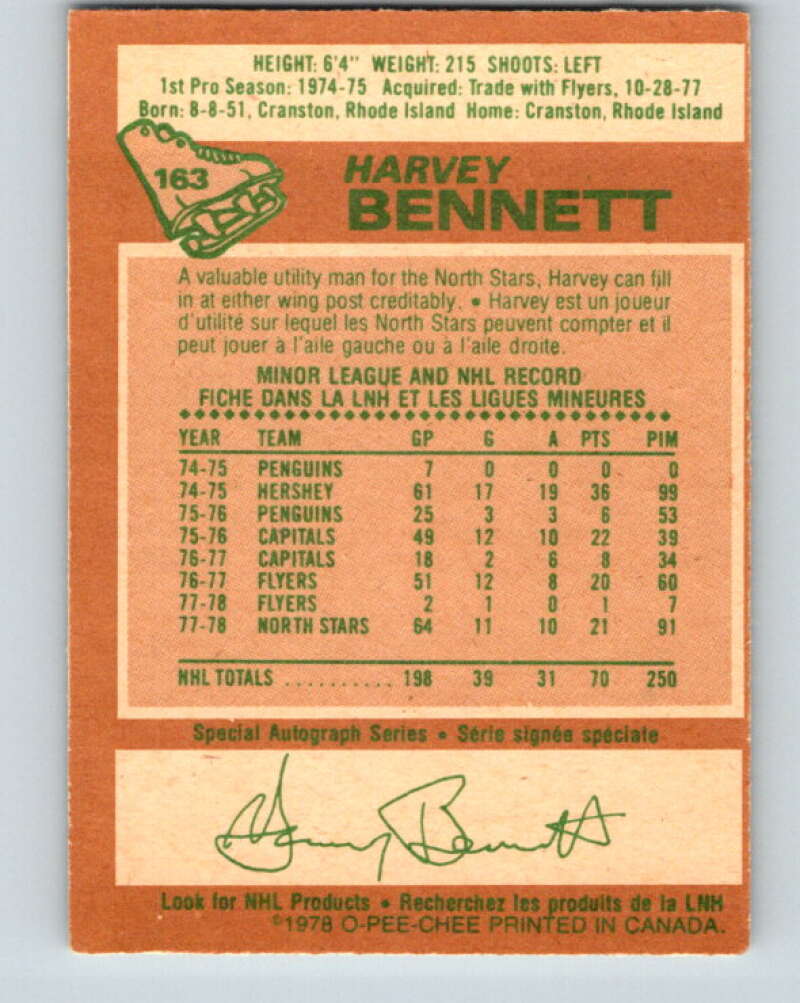 HEIGHT: 6'4" WEIGHT: 215 SHOOTS: LEFT
1st Pro Season: 1974-75 Acquired: Trade with Flyers, 10-28-77
Born: 8-8-51, Cranston, Rhode Island Home: Cranston, Rhode Island
163
HARVEY
BENNETT
A valuable utility man for the North Stars, Harvey can fill
in at either wing post creditably. • Harvey est un joueur
d'utilité sur lequel les North Stars peuvent compter et il
peut jouer à l'aile gauche ou à l'aile droite.
MINOR LEAGUE AND NHL RECORD
FICHE DANS LA LNH ET LES LIGUES MINEURES
YEAR TEAM GP G A PTS PIM
74-75 PENGUINS 7 0 0 0 0
74-75 HERSHEY 61 17 19 36 99
75-76 PENGUINS 25 3 3 6 53
75-76 CAPITALS 49 12 10 22 39
76-77 CAPITALS 18 2 6 8 34
76-77 FLYERS 51 12 8 20 60
77-78 FLYERS 2 1 0 1 7
77-78 NORTH STARS 64 11 10 21 91
NHL TOTALS .......... 198 39 31 70 250
Special Autograph Series • Série signée spéciale
Harvey Bennett
Look for NHL Products • Recherchez les produits de la LNH
©1978 O-PEE-CHEE PRINTED IN CANADA.